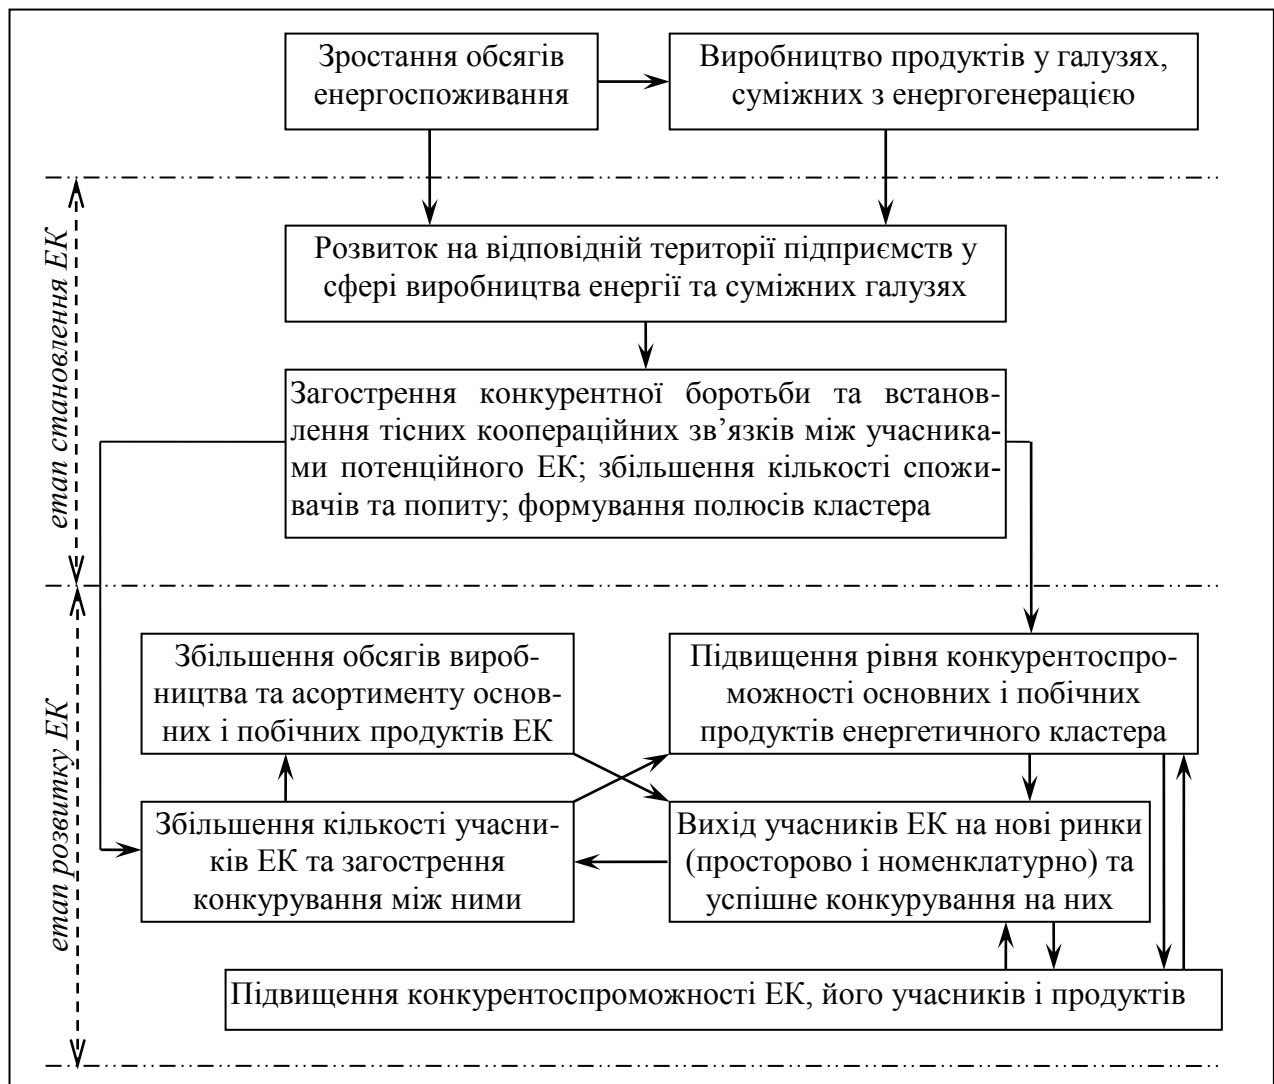 Зростання обсягів
енергоспоживання
Виробництво продуктів у галузях,
суміжних з енергогенерацією
етап становлення ЕК
Розвиток на відповідній території підприємств у
сфері виробництва енергії та суміжних галузях
Загострення конкурентної боротьби та встанов-
лення тісних коопераційних зв’язків між учасника-
ми потенційного ЕК; збільшення кількості спожи-
вачів та попиту; формування полюсів кластера
етап розвитку ЕК
Збільшення обсягів вироб-
ництва та асортименту основ-
них і побічних продуктів ЕК
Підвищення рівня конкурентоспро-
можності основних і побічних
продуктів енергетичного кластера
Збільшення кількості учасни-
ків ЕК та загострення
конкурування між ними
Вихід учасників ЕК на нові ринки
(просторово і номенклатурно) та
успішне конкурування на них
Підвищення конкурентоспроможності ЕК, його учасників і продуктів